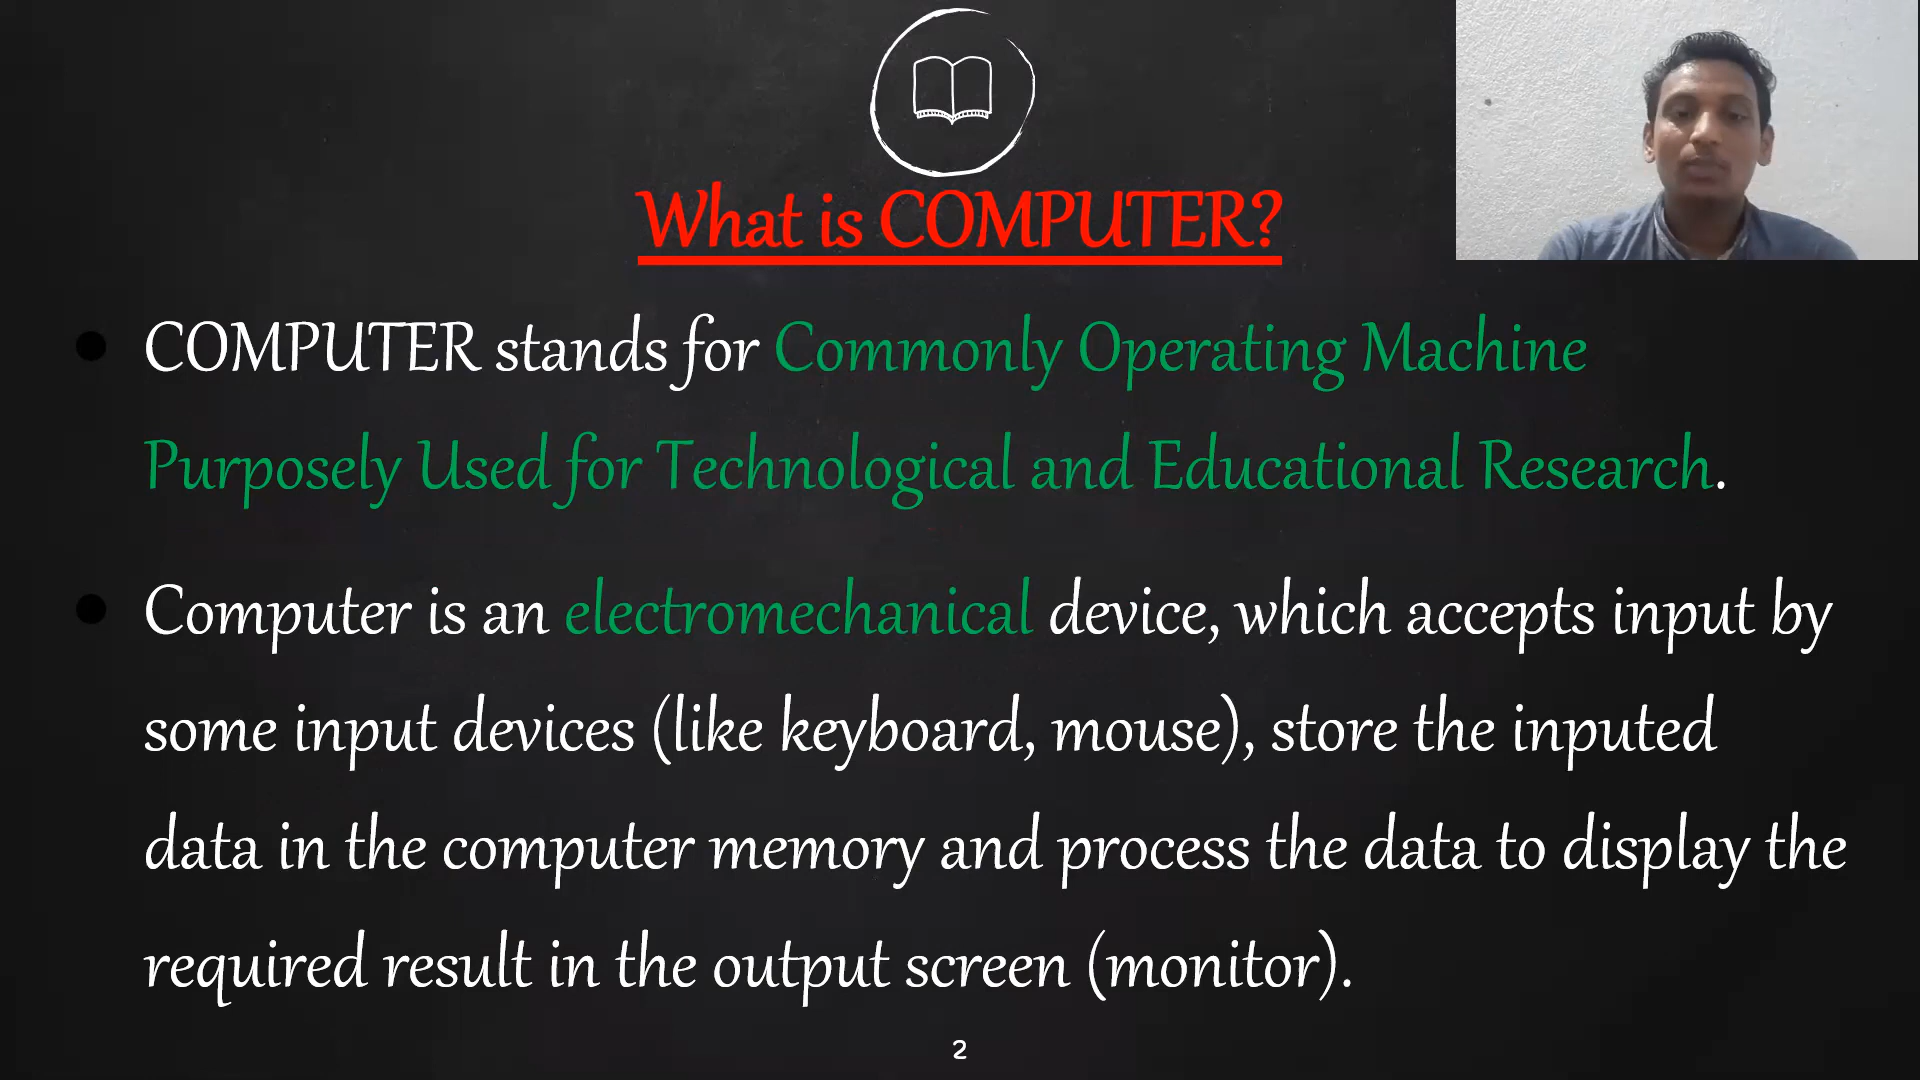 What is COMPUTER?
COMPUTER stands for Commonly Operating Machine
Purposely Used for Technological and Educational Research.
Computer is an electromechanical device, which accepts input by
some input devices (like keyboard, mouse), store the inputed
data in the computer memory and process the data to display the
required result in the output screen (monitor).
2